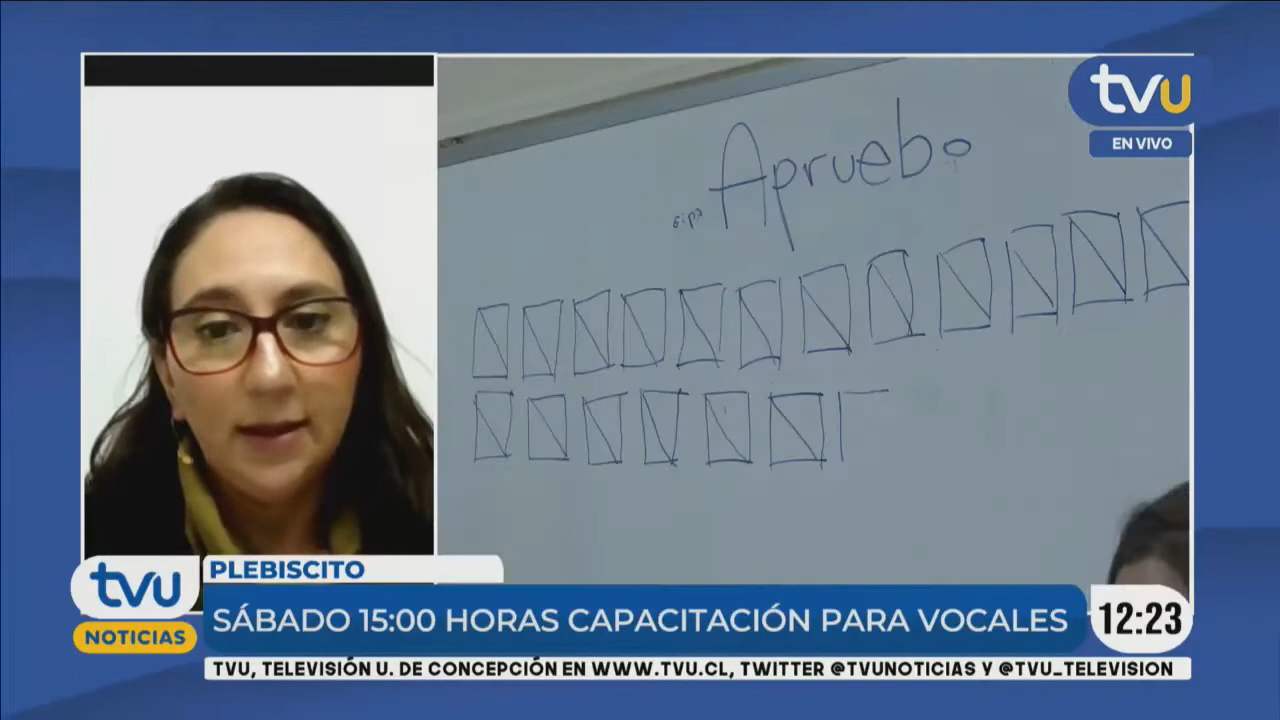 tvu
EN VIVO
Apruebo
PLEBISCITO
tvu
NOTICIAS
SÁBADO 15:00 HORAS CAPACITACIÓN PARA VOCALES
12:23
TVU, TELEVISIÓN U. DE CONCEPCIÓN EN WWW.TVU.CL, TWITTER @TVUNOTICIAS Y @TVU_TELEVISION